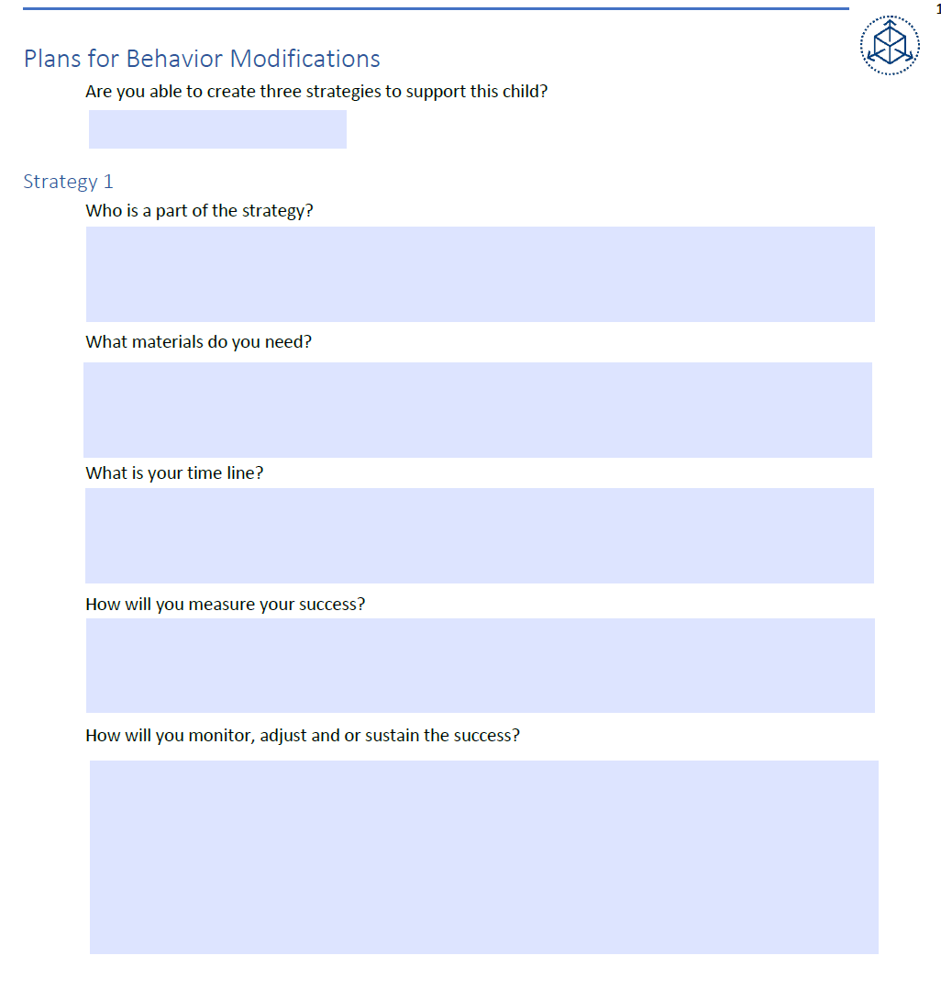 1
Plans for Behavior Modifications
Are you able to create three strategies to support this child?
Strategy 1
Who is a part of the strategy?
What materials do you need?
What is your time line?
How will you measure your success?
How will you monitor, adjust and or sustain the success?